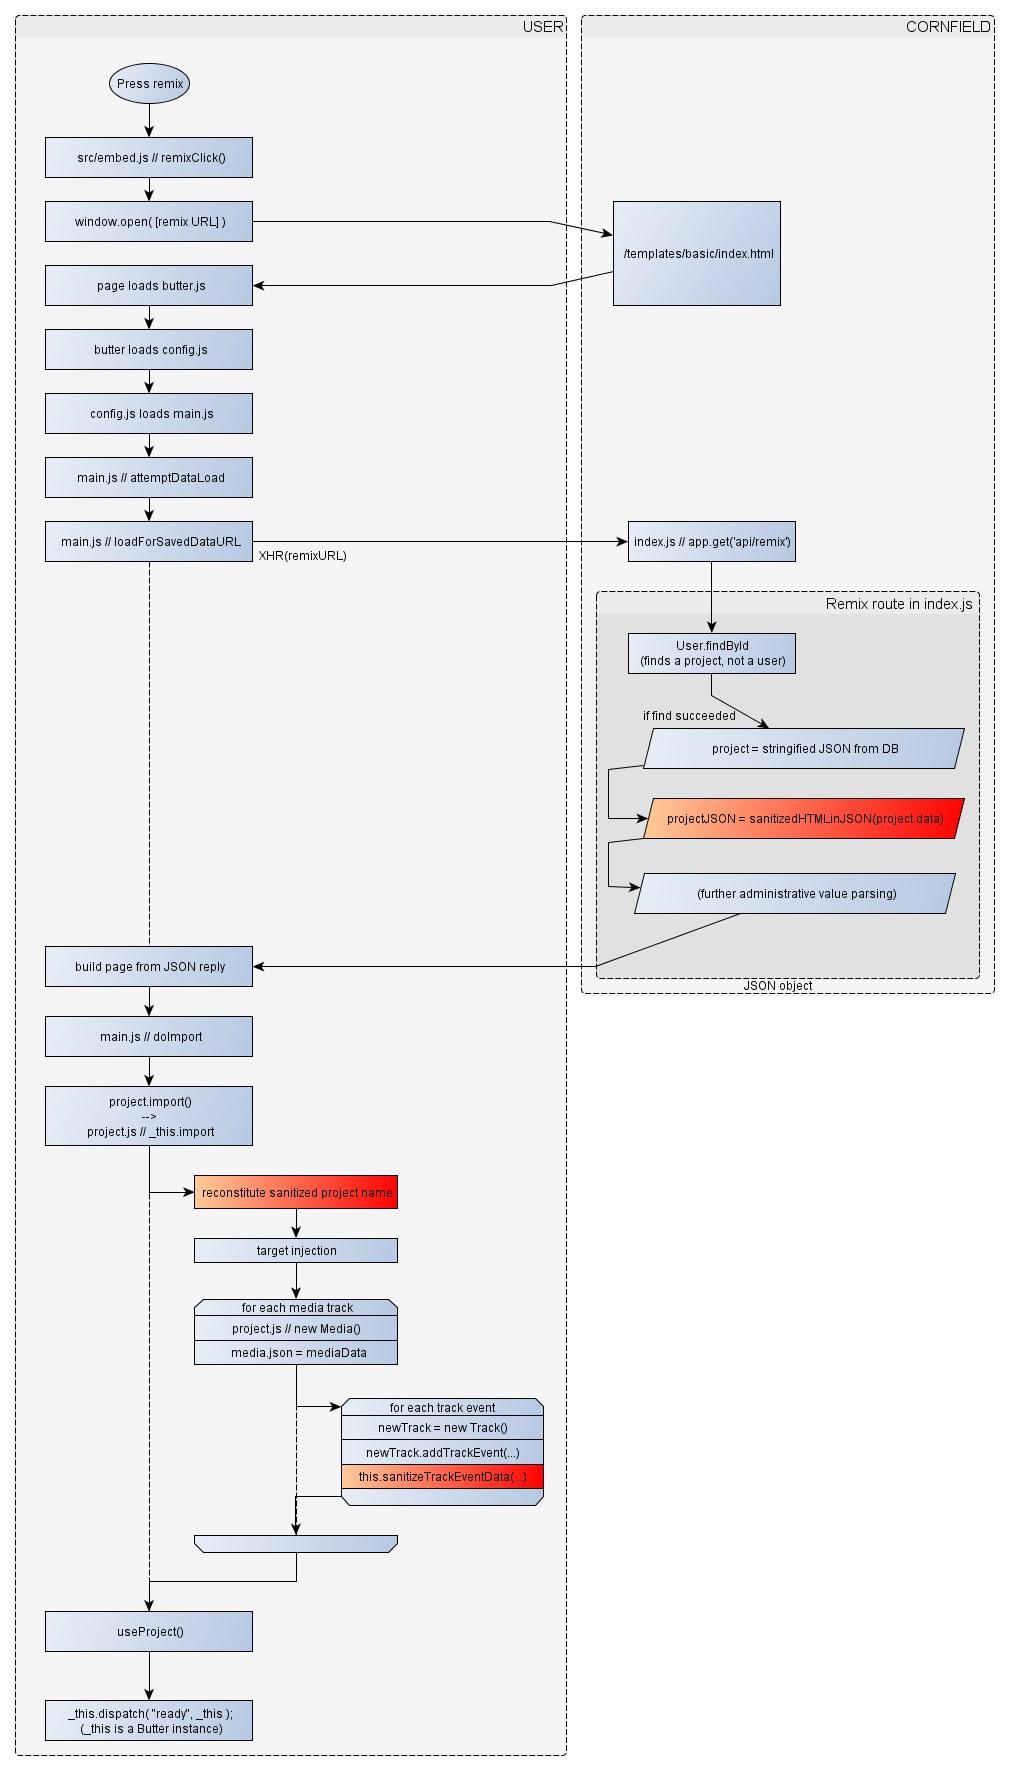 USER
CORNFIELD
Press remix
src/embed.js // remixClick()
window.open( [remix URL] )
/templates/basic/index.html
page loads butter.js
butter loads config.js
config.js loads main.js
main.js // attemptDataLoad
main.js // loadForSavedDataURL
XHR(remixURL)
index.js // app.get('api/remix')
Remix route in index.js
User.findById
(finds a project, not a user)
if find succeeded
project = stringified JSON from DB
projectJSON = sanitizedHTMLinJSON(project.data)
(further administrative value parsing)
JSON object
build page from JSON reply
main.js // doImport
project.import()
-->
project.js // _this.import
reconstitute sanitized project name
target injection
for each media track
project.js // new Media()
media.json = mediaData
for each track event
newTrack = new Track()
newTrack.addTrackEvent(...)
this.sanitizeTrackEventData(...)
useProject()
_this.dispatch( "ready", _this );
(_this is a Butter instance)